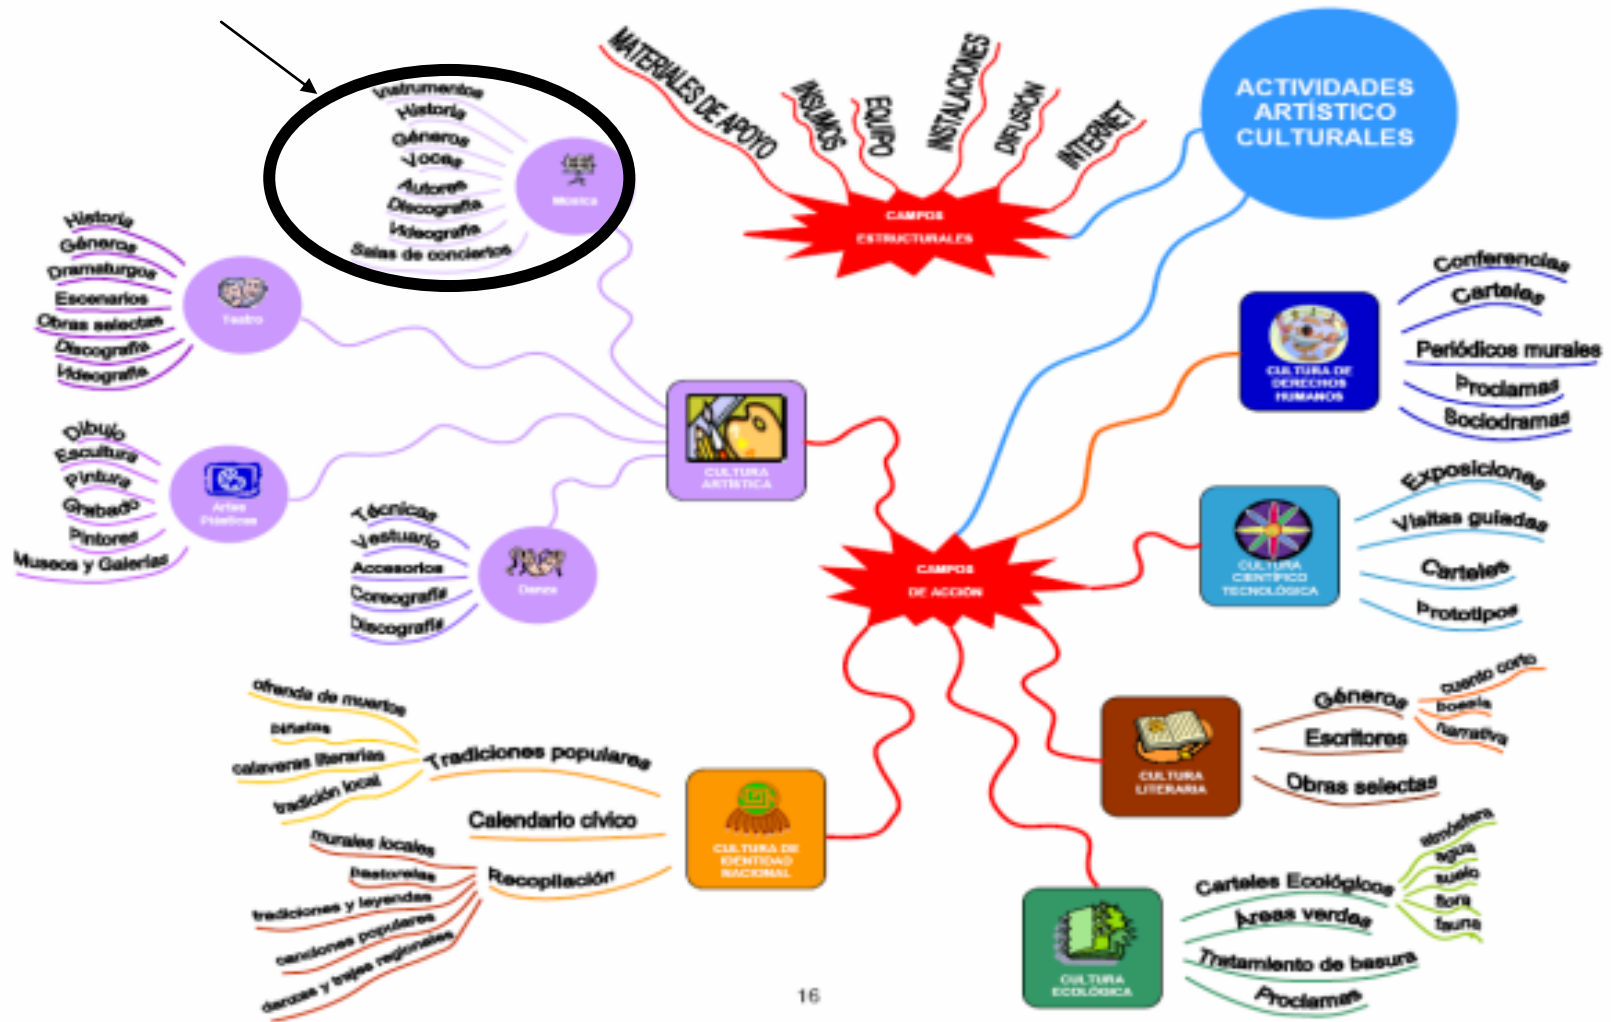 ACTIVIDADES
ARTÍSTICO
CULTURALES
MATERIALES DE APOYO
INSUMOS
EQUIPO
INSTALACIONES
DIFUSIÓN
INTERNET
CAMPOS
ESTRUCTURALES
Instrumentos
Historia
Géneros
Voces
Autores
Discografía
Videografía
Salas de conciertos
Música
Historia
Géneros
Dramaturgos
Escenarios
Obras selectas
Discografía
Videografía
Teatro
Dibujo
Escultura
Pintura
Grabado
Pintores
Museos y Galerías
Artes
Plásticas
Técnicas
Vestuario
Accesorios
Coreografía
Discografía
Danza
CULTURA
ARTÍSTICA
CAMPOS
DE ACCIÓN
CULTURA DE
DERECHOS
HUMANOS
Conferencias
Carteles
Periódicos murales
Proclamas
Sociodramas
CULTURA
CIENTÍFICO
TECNOLÓGICA
Exposiciones
Visitas guiadas
Carteles
Prototipos
CULTURA
LITERARIA
Géneros
cuento corto
poesía
narrativa
Escritores
Obras selectas
CULTURA
ECOLÓGICA
Carteles Ecológicos
atmósfera
agua
suelo
flora
fauna
Áreas verdes
Tratamiento de basura
Proclamas
CULTURA DE
IDENTIDAD
NACIONAL
Tradiciones populares
ofrenda de muertos
piñatas
calaveras literarias
tradición local
Calendario cívico
Recopilación
murales locales
pastorelas
tradiciones y leyendas
canciones populares
danzas y trajes regionales
16